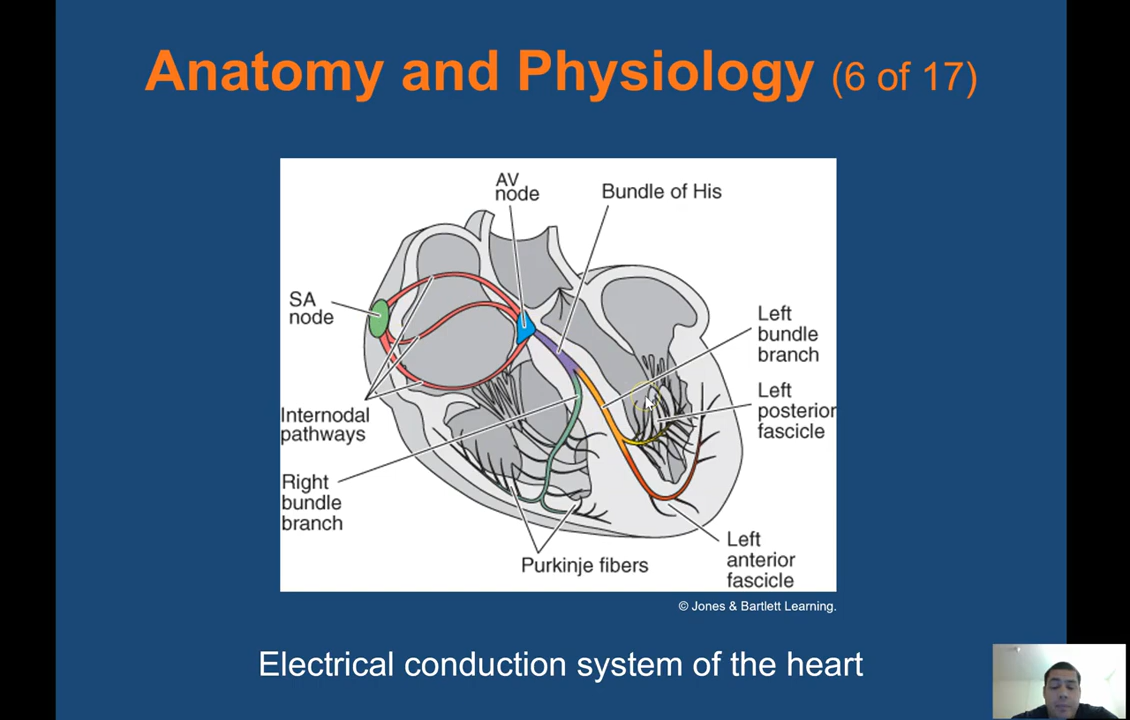 Anatomy and Physiology (6 of 17)
AV
node
Bundle of His
SA
node
Left
bundle
branch
Left
posterior
fascicle
Internodal
pathways
Right
bundle
branch
Left
anterior
fascicle
Purkinje fibers
© Jones & Bartlett Learning.
Electrical conduction system of the heart